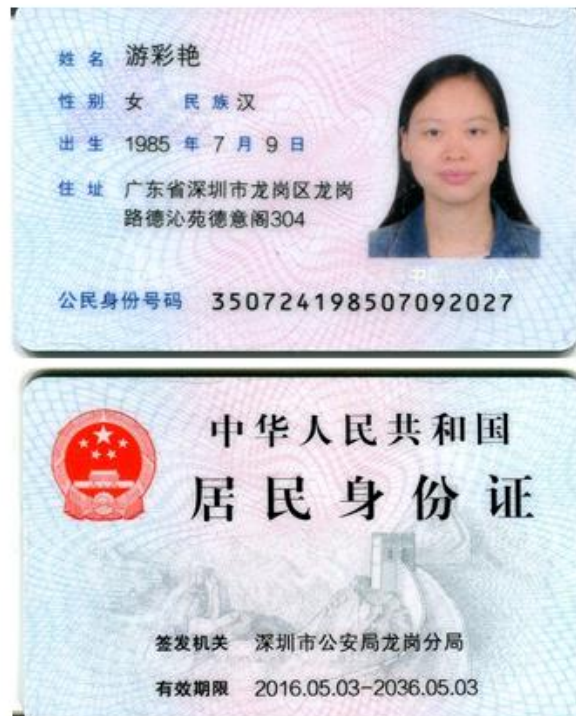 姓名 游彩艳
性别 女 民族 汉
出生 1985 年 7 月 9 日
住址 广东省深圳市龙岗区龙岗
路德沁苑德意阁304
公民身份号码 350724198507092027
中华人民共和国
居民身份证
签发机关 深圳市公安局龙岗分局
有效期限 2016.05.03-2036.05.03